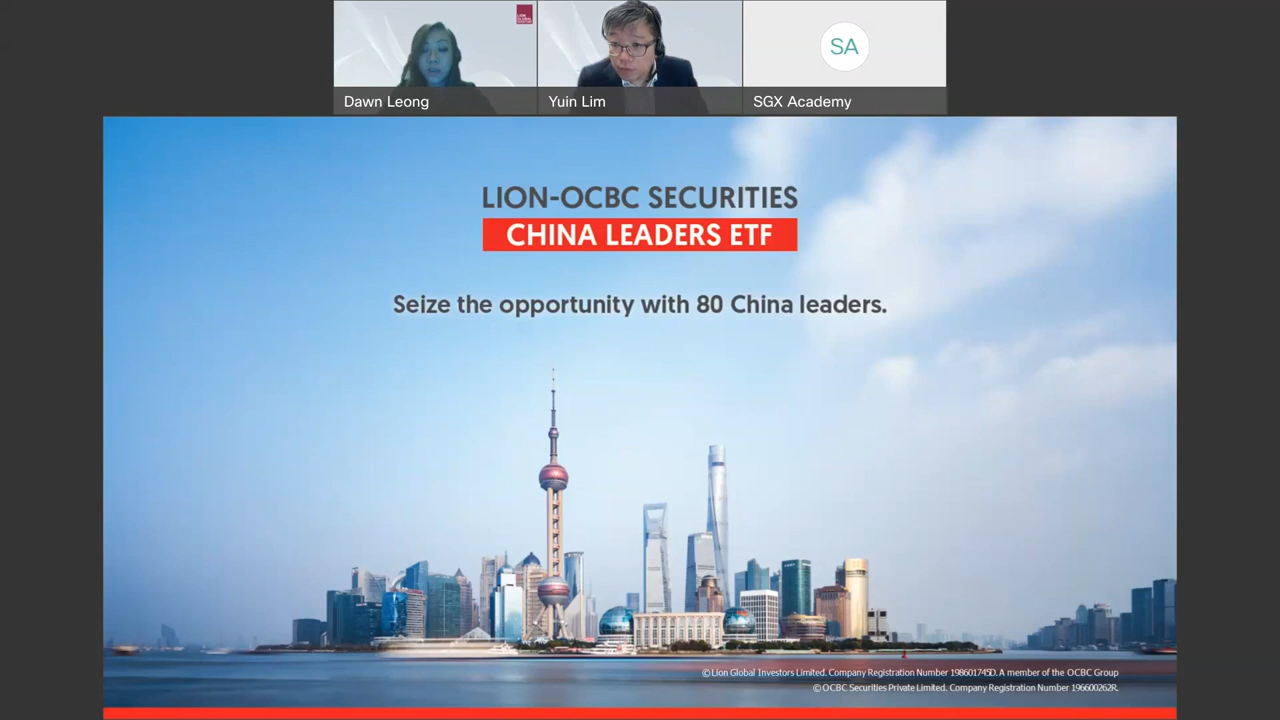 Dawn Leong
Yuin Lim
SA
SGX Academy
LION-OCBC SECURITIES
CHINA LEADERS ETF
Seize the opportunity with 80 China leaders.
©Lion Global Investors Limited. Company Registration Number 198601745D. A member of the OCBC Group
© OCBC Securities Private Limited. Company Registration Number 196600262R.